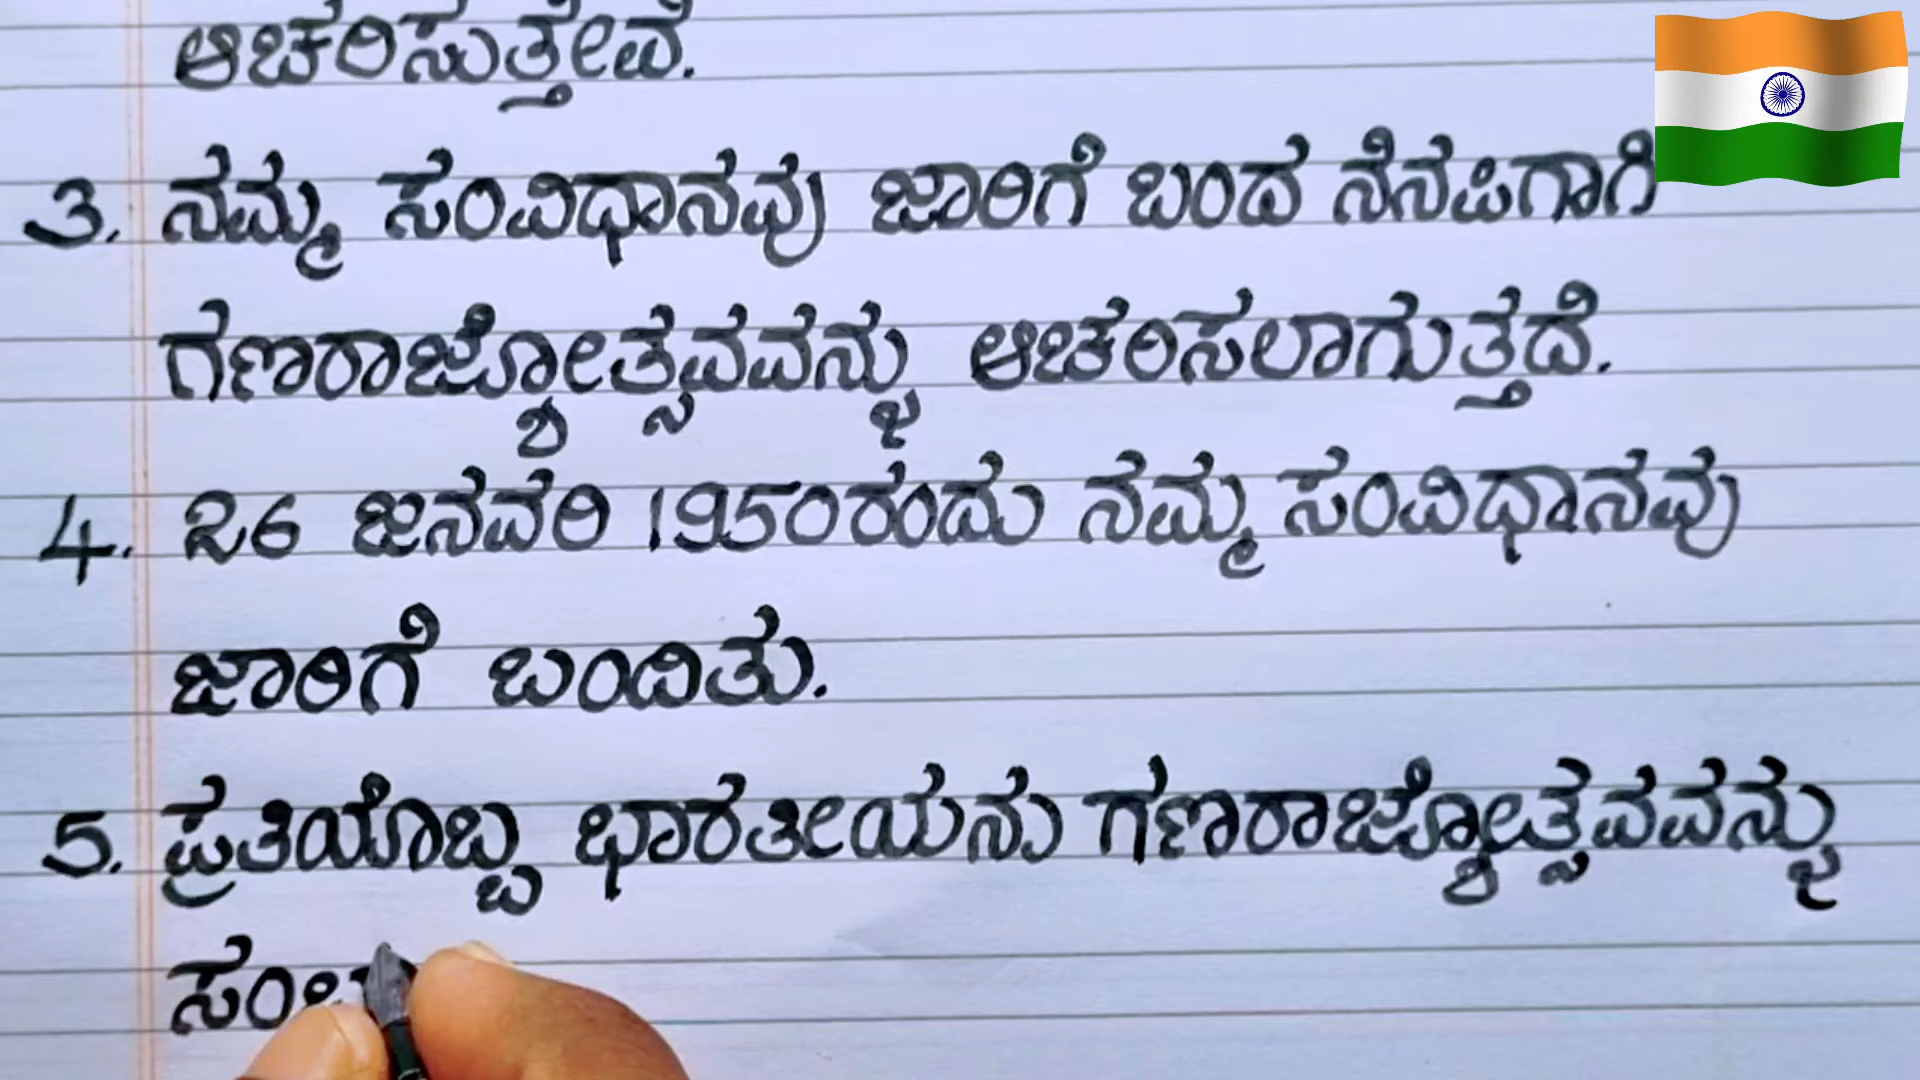 ಆಚರಿಸುತ್ತೇವೆ.
3. ನಮ್ಮ ಸಂವಿಧಾನವು ಜಾರಿಗೆ ಬಂದ ನೆನಪಿಗಾಗಿ
ಗಣರಾಜ್ಯೋತ್ಸವವನ್ನು ಆಚರಿಸಲಾಗುತ್ತದೆ.
4. 26 ಜನವರಿ 1950ರಂದು ನಮ್ಮ ಸಂವಿಧಾನವು
ಜಾರಿಗೆ ಬಂದಿತು.
5. ಪ್ರತಿಯೊಬ್ಬ ಭಾರತೀಯನು ಗಣರಾಜ್ಯೋತ್ಸವವನ್ನು